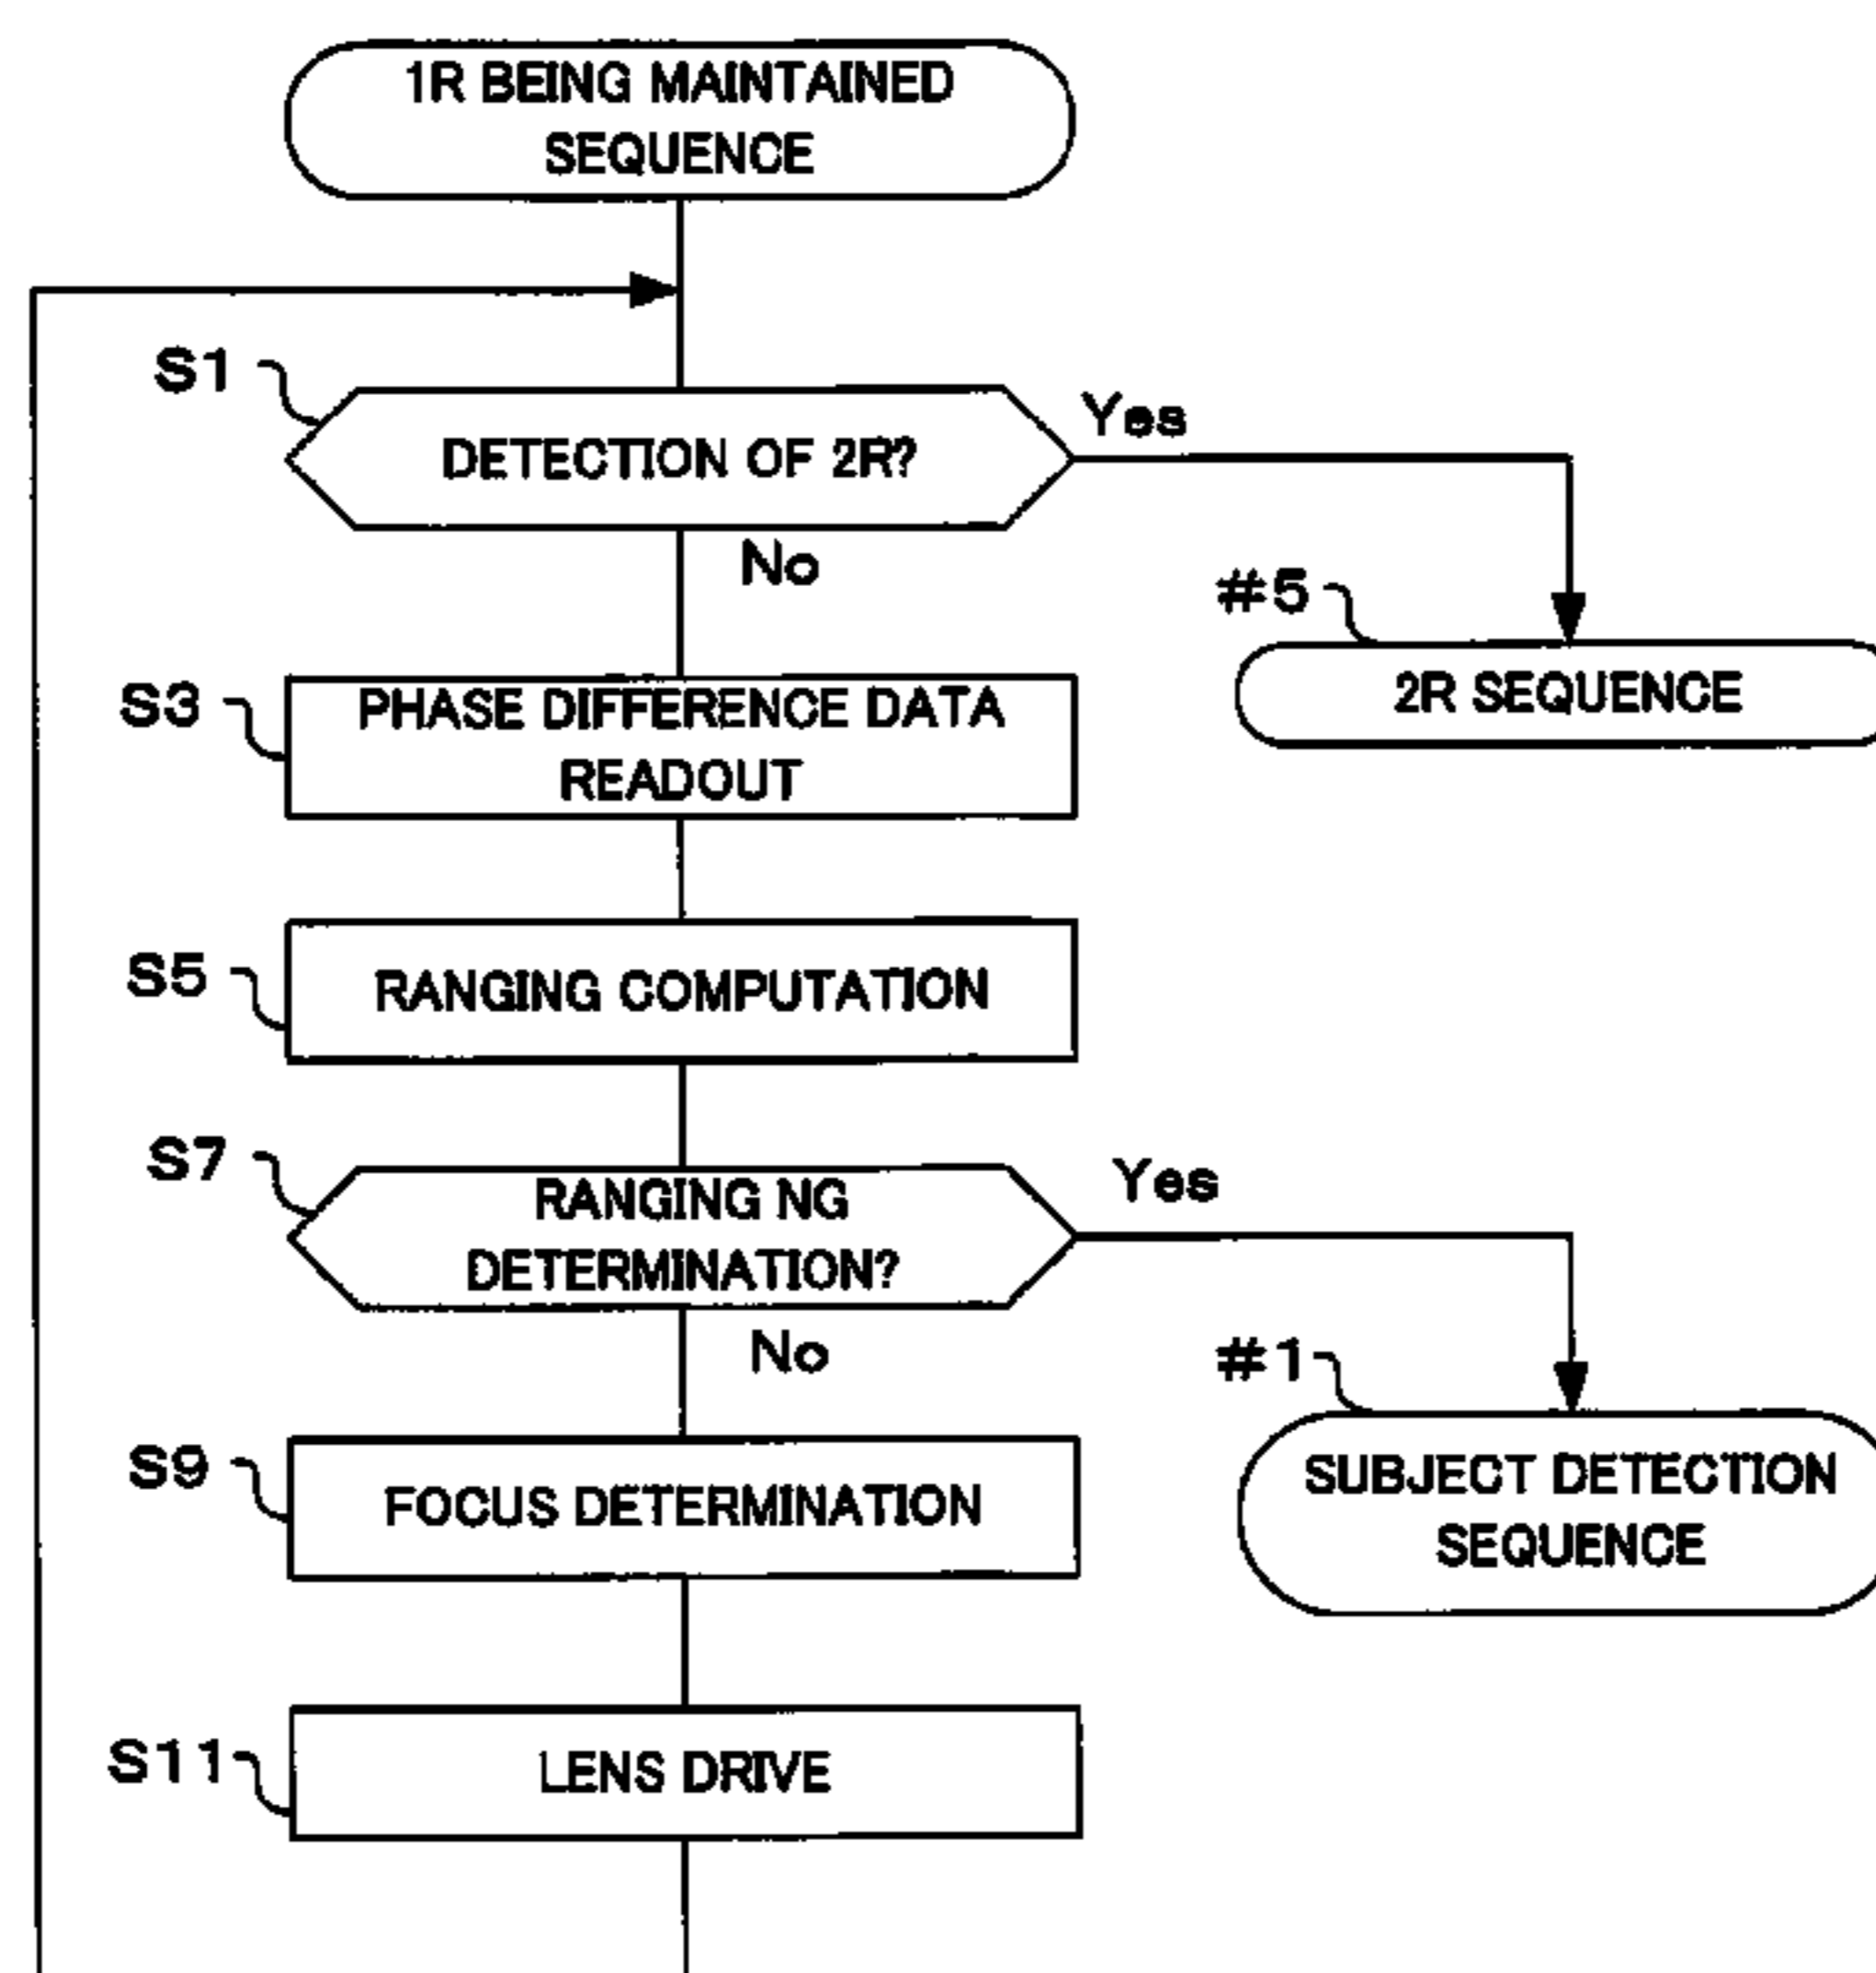 1R BEING MAINTAINED
SEQUENCE
S1
DETECTION OF 2R?
Yes
No
#5
2R SEQUENCE
S3
PHASE DIFFERENCE DATA
READOUT
S5
RANGING COMPUTATION
S7
RANGING NG
DETERMINATION?
Yes
No
#1
SUBJECT DETECTION
SEQUENCE
S9
FOCUS DETERMINATION
S11
LENS DRIVE